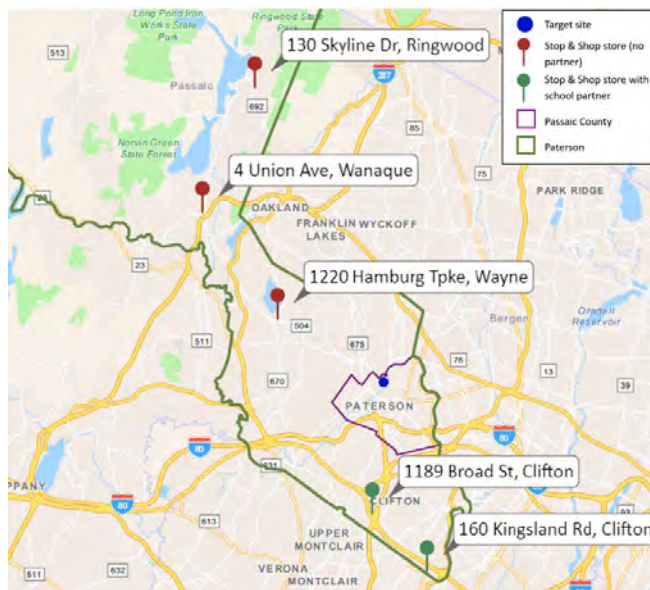 Long Pond Iron
Works State
Park
Ringwood State
Park
513
130 Skyline Dr, Ringwood
Passaic
692
287
85
Norvin Green
State Forest
4 Union Ave, Wanaque
75
PARK RIDGE
OAKLAND
FRANKLIN
LAKES
WYCKOFF
23
23
1220 Hamburg Tpke, Wayne
Oradell
Reservoir
Bergen
504
511
675
76
13
670
39
PATERSON
80
80
631
1189 Broad St, Clifton
PPANY
80
CLIFTON
613
93
UPPER
MONTCLAIR
160 Kingsland Rd, Clifton
511
632
VERONA
MONTCLAIR
Target site
Stop & Shop store (no
partner)
Stop & Shop store with
school partner
Passaic County
Paterson